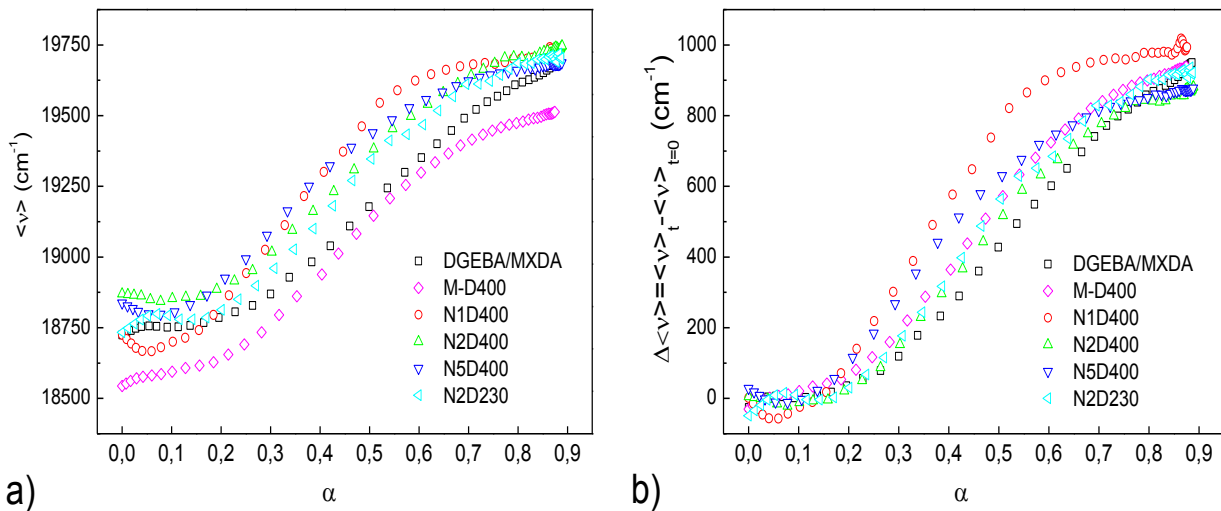 19750
19500
19250
19000
18750
18500
<ν> (cm⁻¹)
DGEBA/MXDA
M-D400
N1D400
N2D400
N5D400
N2D230
0,0 0,1 0,2 0,3 0,4 0,5 0,6 0,7 0,8 0,9
α
a)
1000
800
600
400
200
0
Δ<ν>=<ν>t-<ν>t=0 (cm⁻¹)
DGEBA/MXDA
M-D400
N1D400
N2D400
N5D400
N2D230
0,0 0,1 0,2 0,3 0,4 0,5 0,6 0,7 0,8 0,9
α
b)